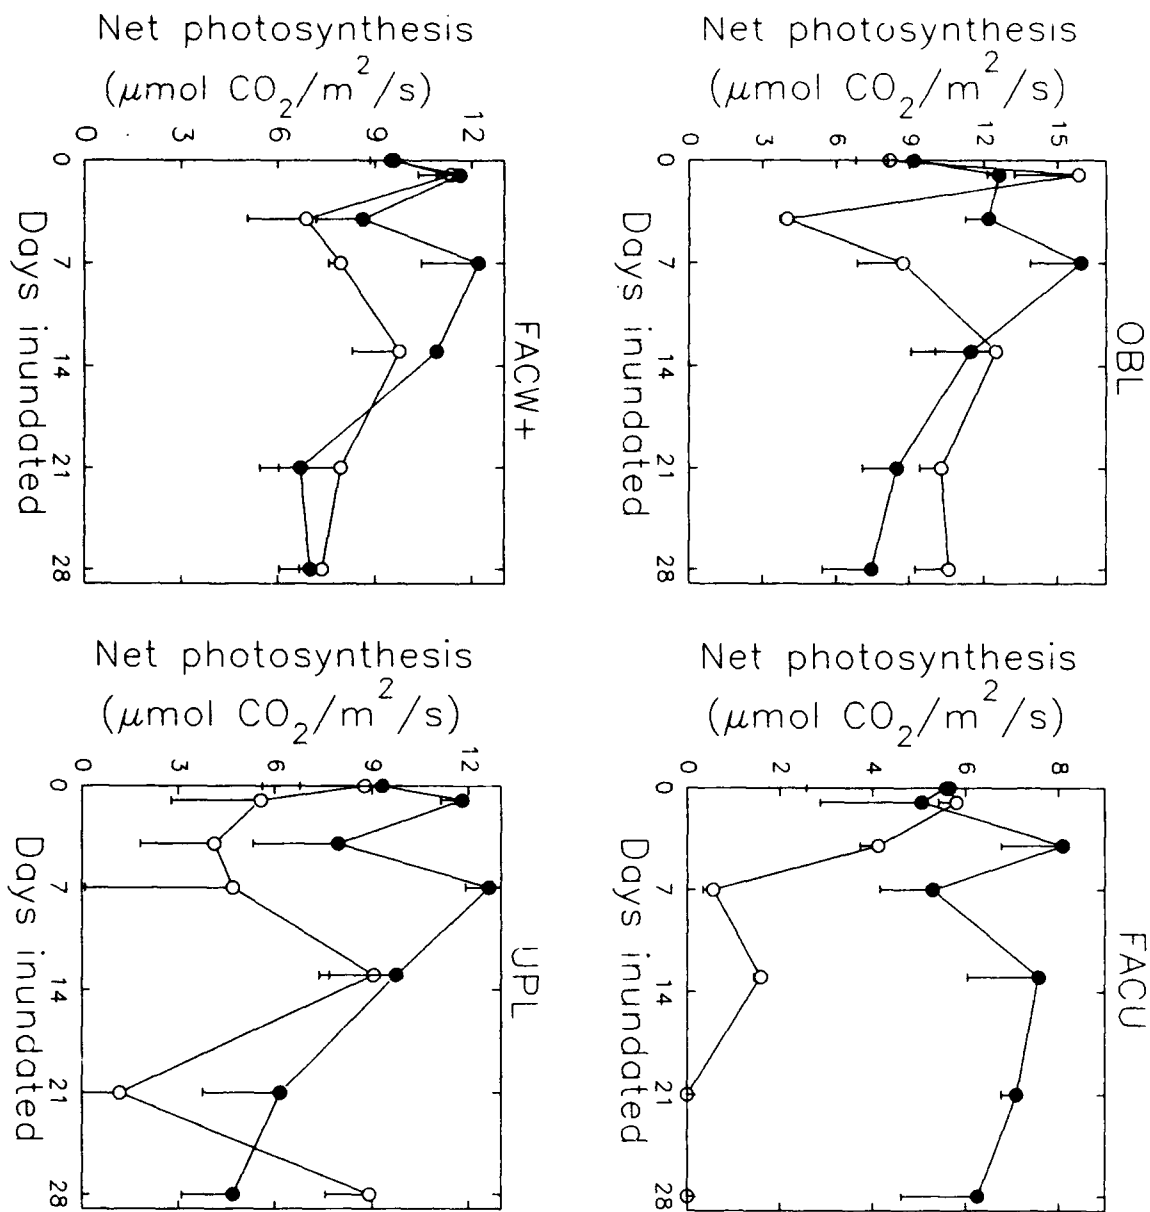 OBL
Net photosynthesis
(μmol CO₂/m²/s)
0 3 6 9 12 15
0 7 14 21 28
Days inundated
FACU
Net photosynthesis
(μmol CO₂/m²/s)
0 2 4 6 8
0 7 14 21 28
Days inundated
FACW+
Net photosynthesis
(μmol CO₂/m²/s)
0 3 6 9 12
0 7 14 21 28
Days inundated
UPL
Net photosynthesis
(μmol CO₂/m²/s)
0 3 6 9 12
0 7 14 21 28
Days inundated